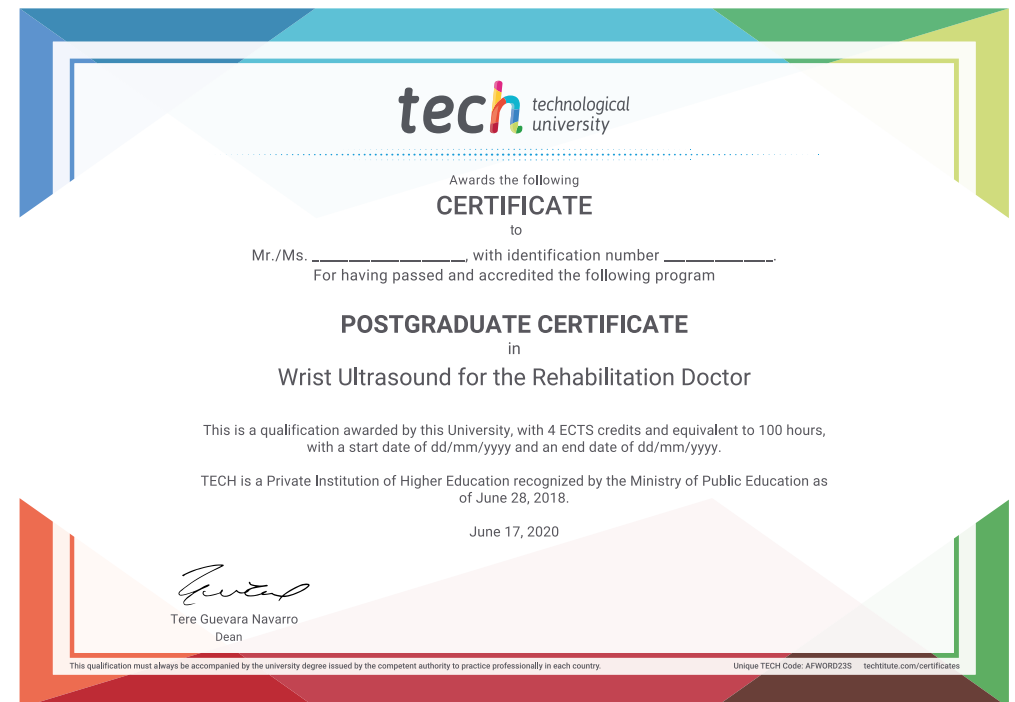 tech technological
university
Awards the following
CERTIFICATE
to
Mr./Ms. ____________________, with identification number ______________.
For having passed and accredited the following program
POSTGRADUATE CERTIFICATE
in
Wrist Ultrasound for the Rehabilitation Doctor
This is a qualification awarded by this University, with 4 ECTS credits and equivalent to 100 hours,
with a start date of dd/mm/yyyy and an end date of dd/mm/yyyy.
TECH is a Private Institution of Higher Education recognized by the Ministry of Public Education as
of June 28, 2018.
June 17, 2020
Tere Guevara Navarro
Dean
This qualification must always be accompanied by the university degree issued by the competent authority to practice professionally in each country.
Unique TECH Code: AFWORD23S techtitute.com/certificates